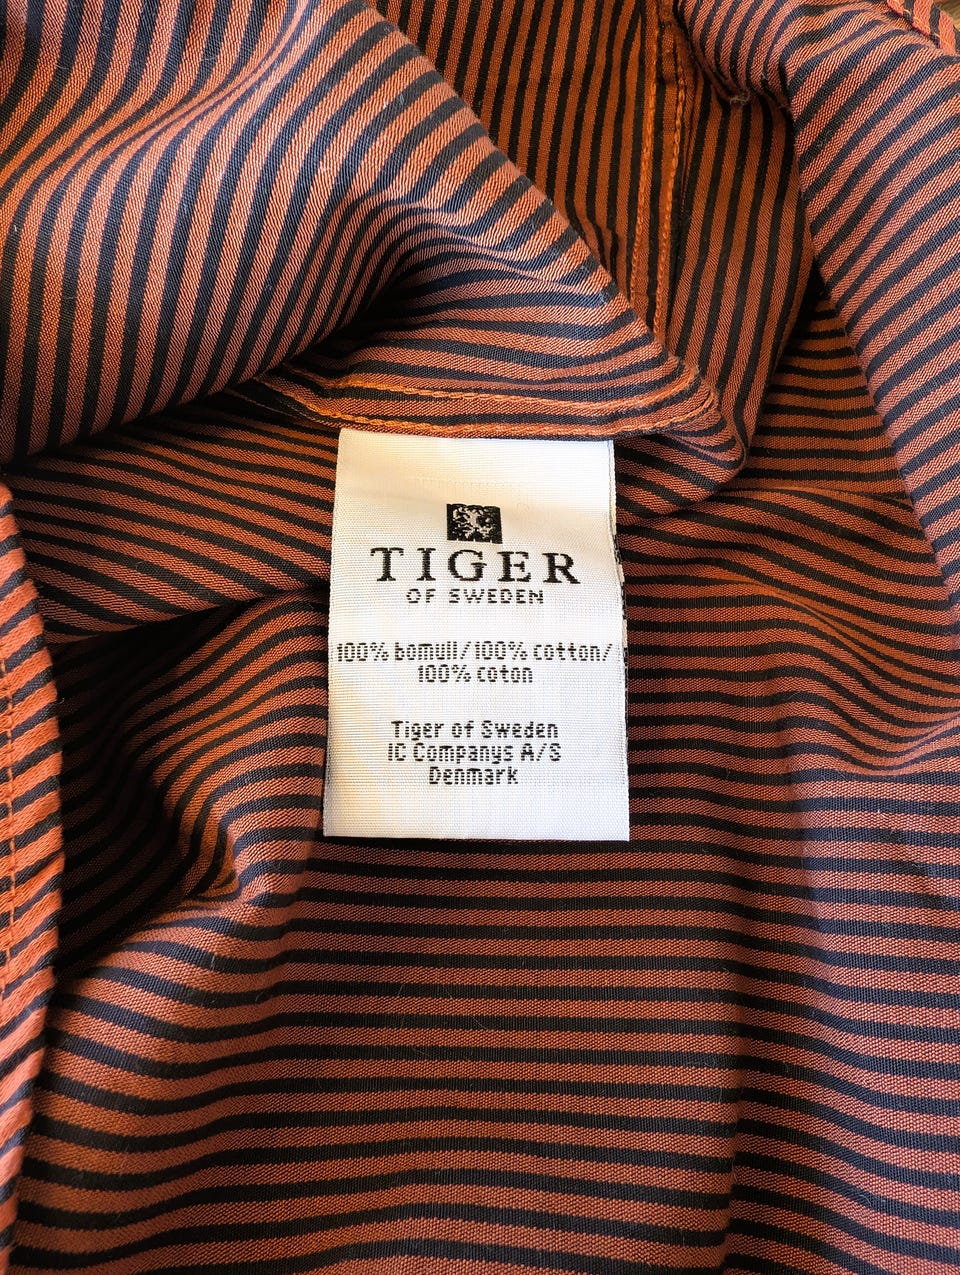 TIGER
OF SWEDEN
100% bomull/100% cotton/
100% coton
Tiger of Sweden
IC Companys A/S
Denmark